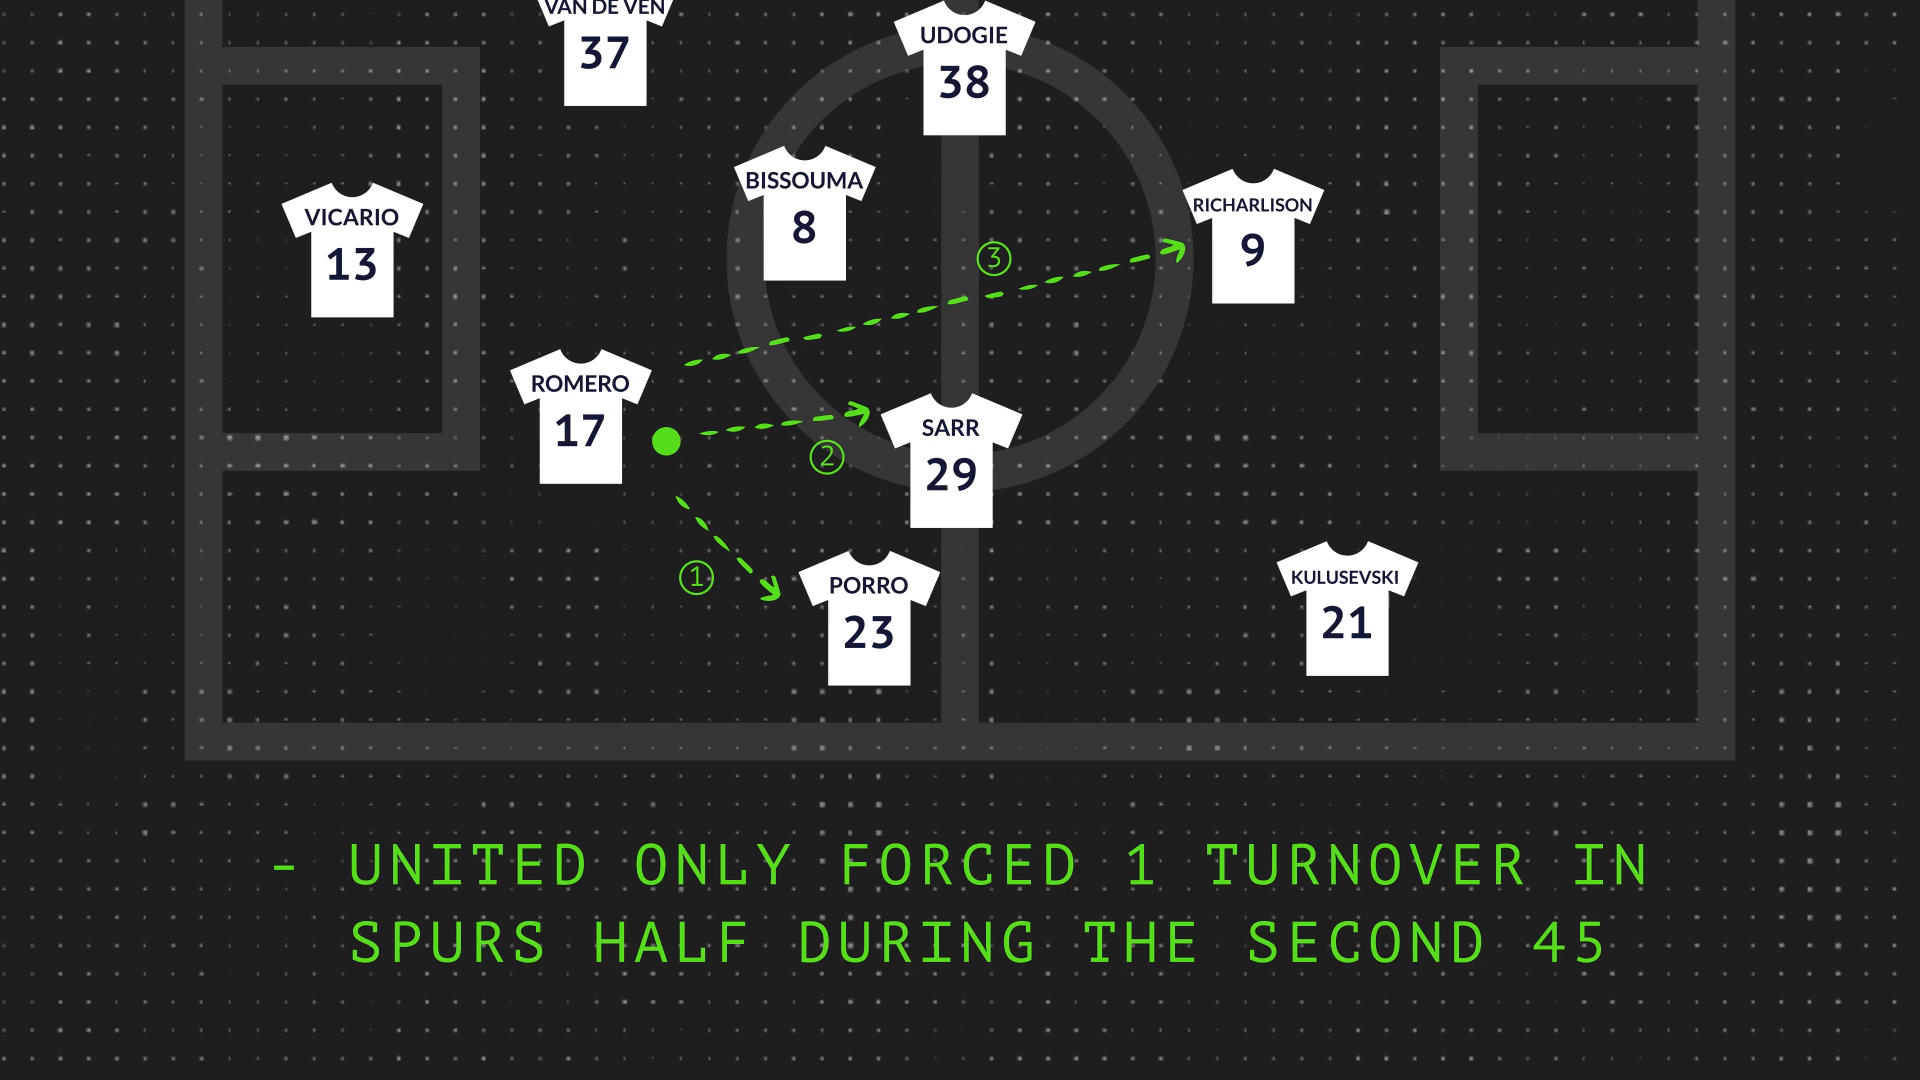 VAN DE VEN
37
UDOGIE
38
BISSOUMA
8
VICARIO
13
RICHARLISON
9
3
ROMERO
17
SARR
29
2
1
PORRO
23
KULUSEVSKI
21
- UNITED ONLY FORCED 1 TURNOVER IN
SPURS HALF DURING THE SECOND 45